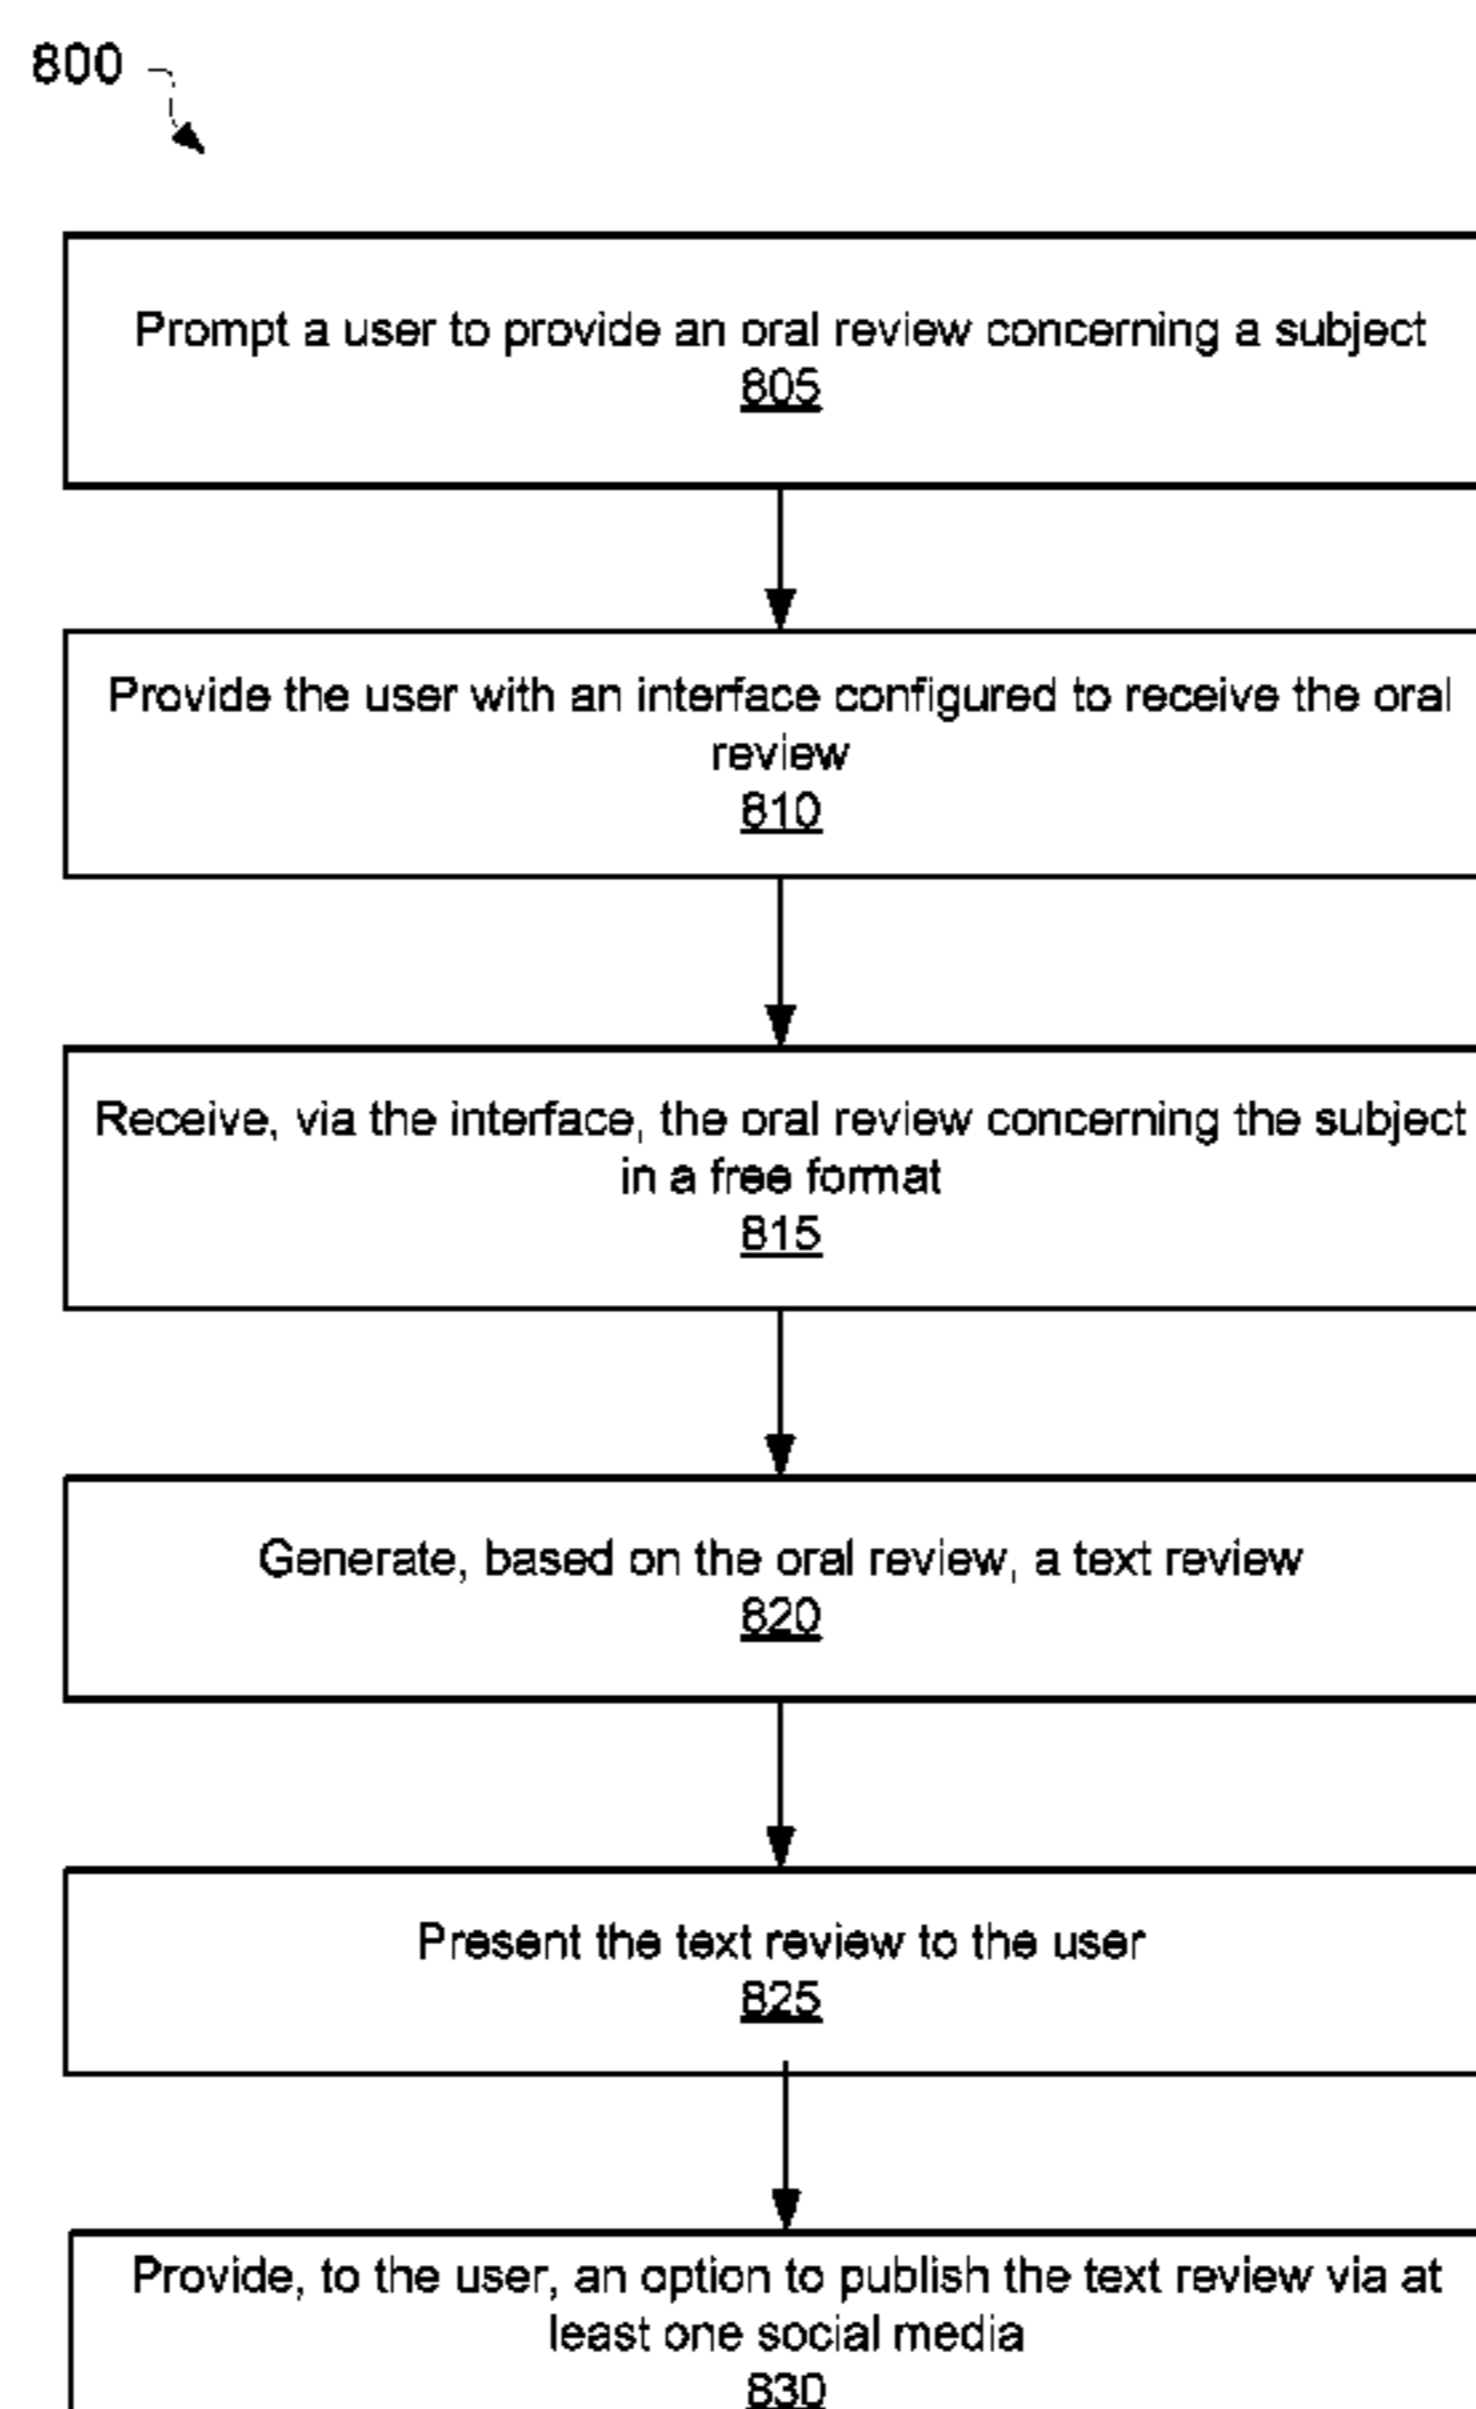 800
Prompt a user to provide an oral review concerning a subject
805
Provide the user with an interface configured to receive the oral
review
810
Receive, via the interface, the oral review concerning the subject
in a free format
815
Generate, based on the oral review, a text review
820
Present the text review to the user
825
Provide, to the user, an option to publish the text review via at
least one social media
830